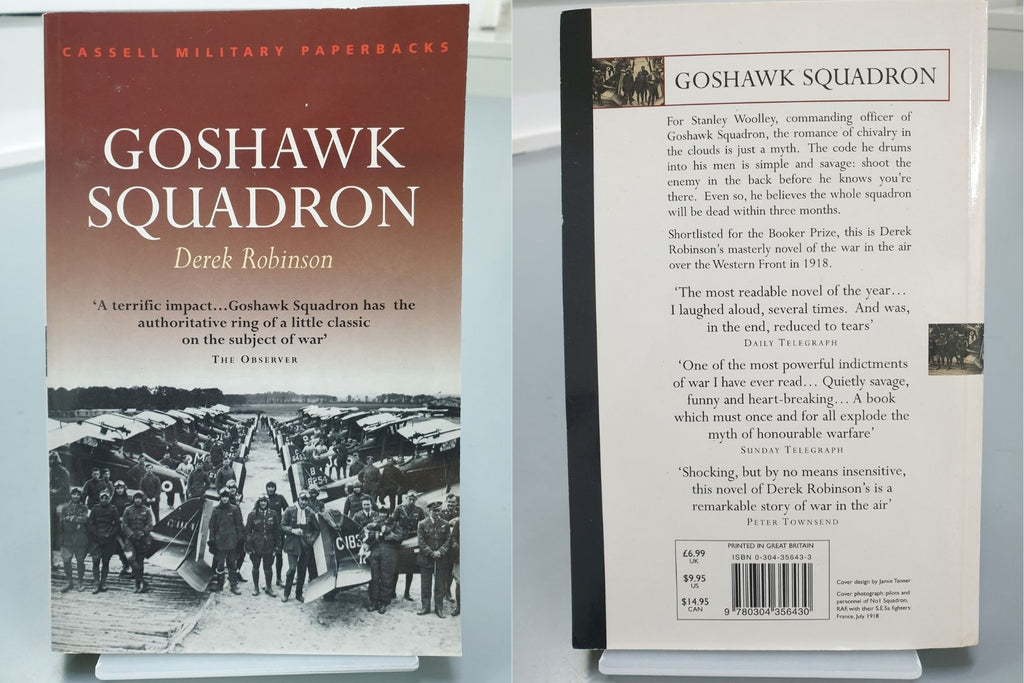 CASSELL MILITARY PAPERBACKS
GOSHAWK
SQUADRON
Derek Robinson
‘A terrific impact…Goshawk Squadron has the
authoritative ring of a little classic
on the subject of war’
THE OBSERVER
B
8254
C183
GOSHAWK SQUADRON
For Stanley Woolley, commanding officer of
Goshawk Squadron, the romance of chivalry in
the clouds is just a myth. The code he drums
into his men is simple and savage: shoot the
enemy in the back before he knows you're
there. Even so, he believes the whole squadron
will be dead within three months.
Shortlisted for the Booker Prize, this is Derek
Robinson's masterly novel of the war in the air
over the Western Front in 1918.
‘The most readable novel of the year…
I laughed aloud, several times. And was,
in the end, reduced to tears’
DAILY TELEGRAPH
‘One of the most powerful indictments
of war I have ever read… Quietly savage,
funny and heart-breaking… A book
which must once and for all explode the
myth of honourable warfare’
SUNDAY TELEGRAPH
‘Shocking, but by no means insensitive,
this novel of Derek Robinson's is a
remarkable story of war in the air’
PETER TOWNSEND
£6.99
UK
$9.95
US
$14.95
CAN
PRINTED IN GREAT BRITAIN
ISBN 0-304-35643-3
9 780304 356430
Cover design by Jamie Tanner
Cover photograph: pilots and
personnel of No1 Squadron,
RAF, with their S.E.5a fighters:
France, July 1918